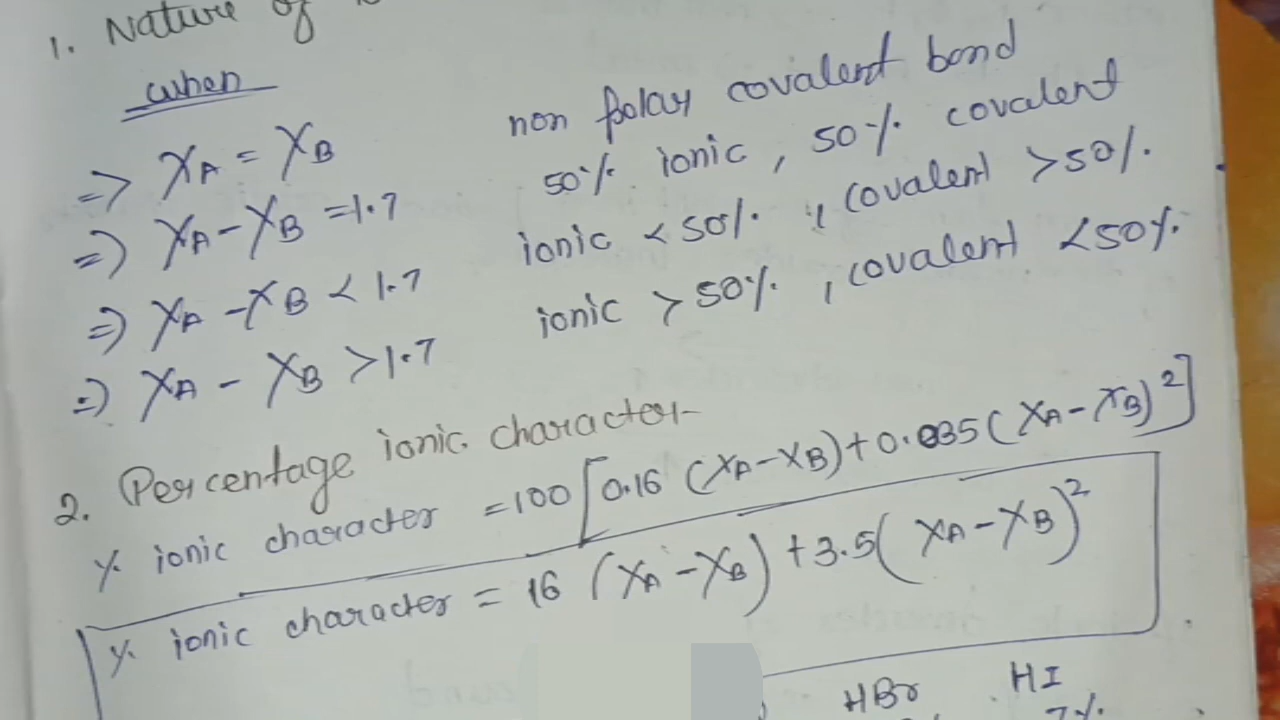 1. Nature of
when
=> XA = XB non polar covalent bond
=> XA - XB = 1.7 50% ionic, 50% covalent
=> XA - XB < 1.7 ionic < 50%, covalent > 50%.
=> XA - XB > 1.7 ionic > 50%, covalent < 50%.
2. Percentage ionic character-
% ionic character = 100 [0.16 (XA - XB) + 0.035 (XA - XB)²]
% ionic character = 16 (XA - XB) + 3.5 (XA - XB)²
HBr HI
7%.